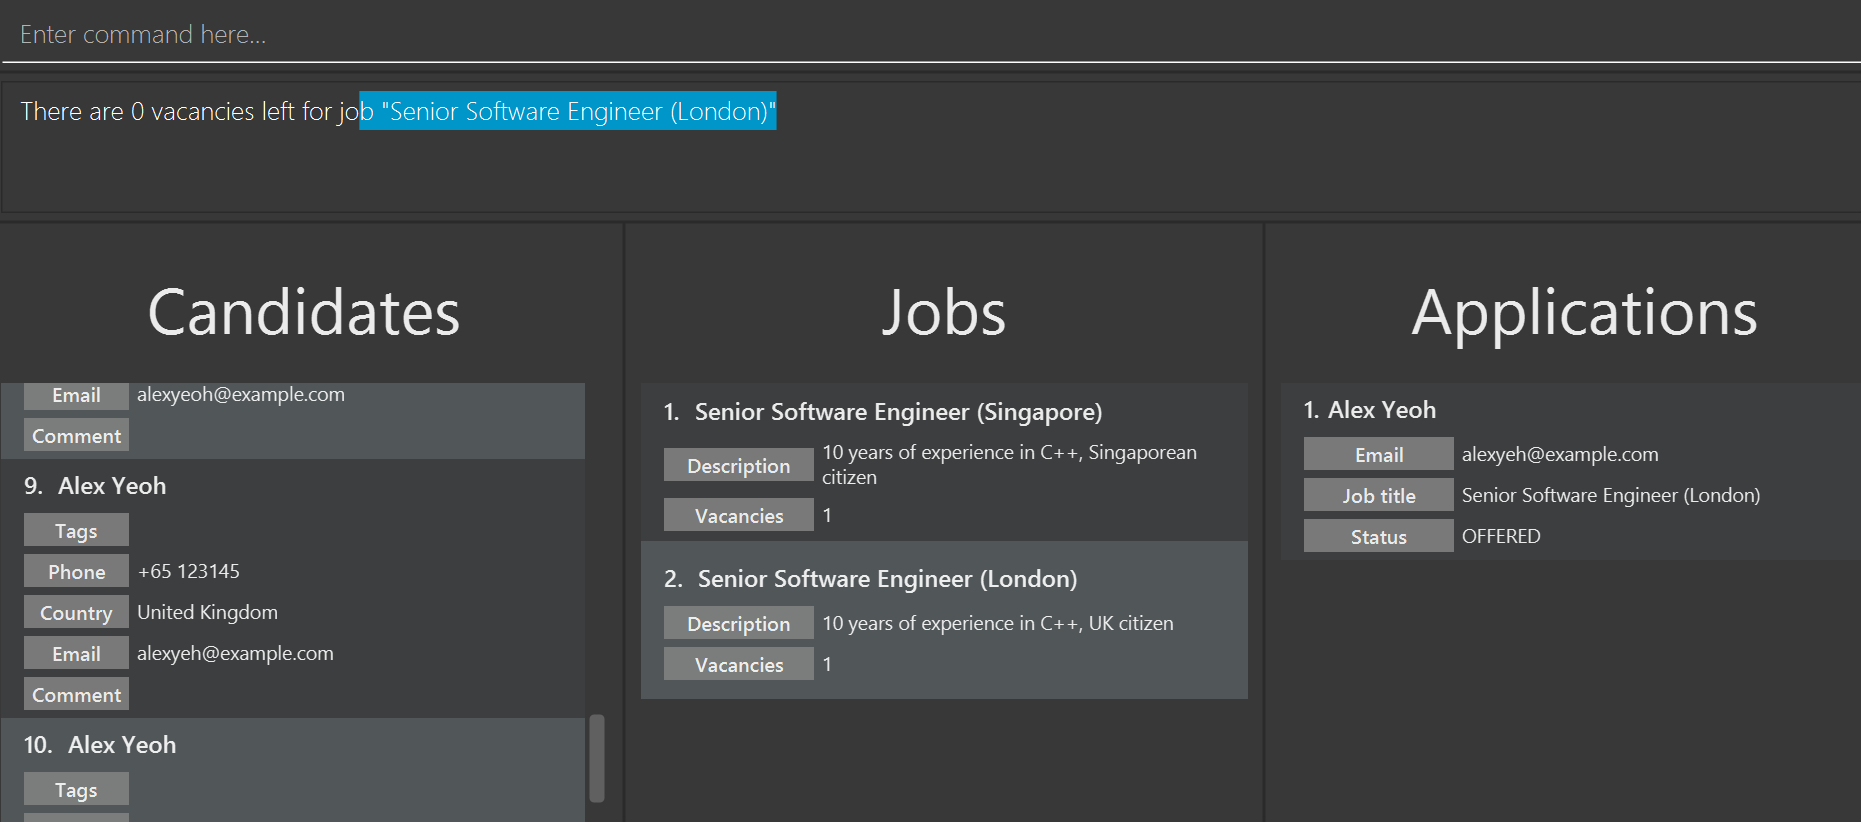 Enter command here...
There are 0 vacancies left for job "Senior Software Engineer (London)"
Candidates
Email alexyeoh@example.com
Comment
9. Alex Yeoh
Tags
Phone +65 123145
Country United Kingdom
Email alexyeh@example.com
Comment
10. Alex Yeoh
Tags
Jobs
1. Senior Software Engineer (Singapore)
Description 10 years of experience in C++, Singaporean
citizen
Vacancies 1
2. Senior Software Engineer (London)
Description 10 years of experience in C++, UK citizen
Vacancies 1
Applications
1. Alex Yeoh
Email alexyeh@example.com
Job title Senior Software Engineer (London)
Status OFFERED